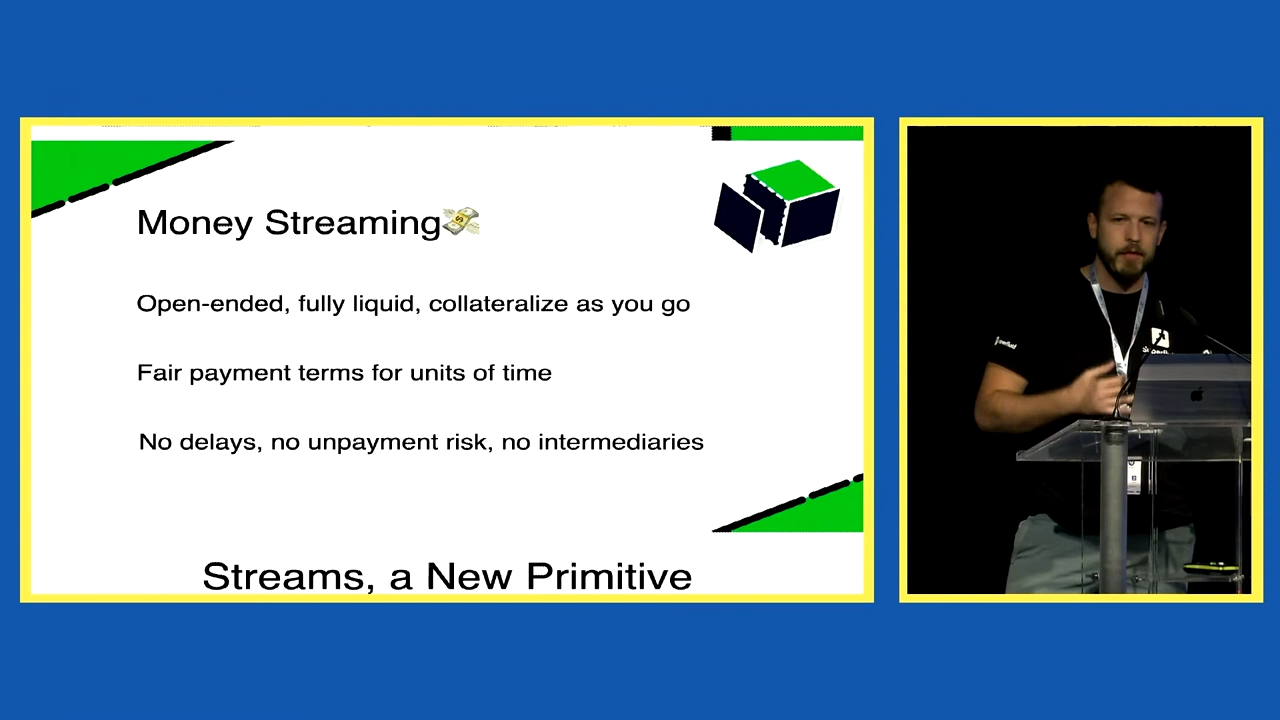 Money Streaming💸
Open-ended, fully liquid, collateralize as you go
Fair payment terms for units of time
No delays, no unpayment risk, no intermediaries
Streams, a New Primitive